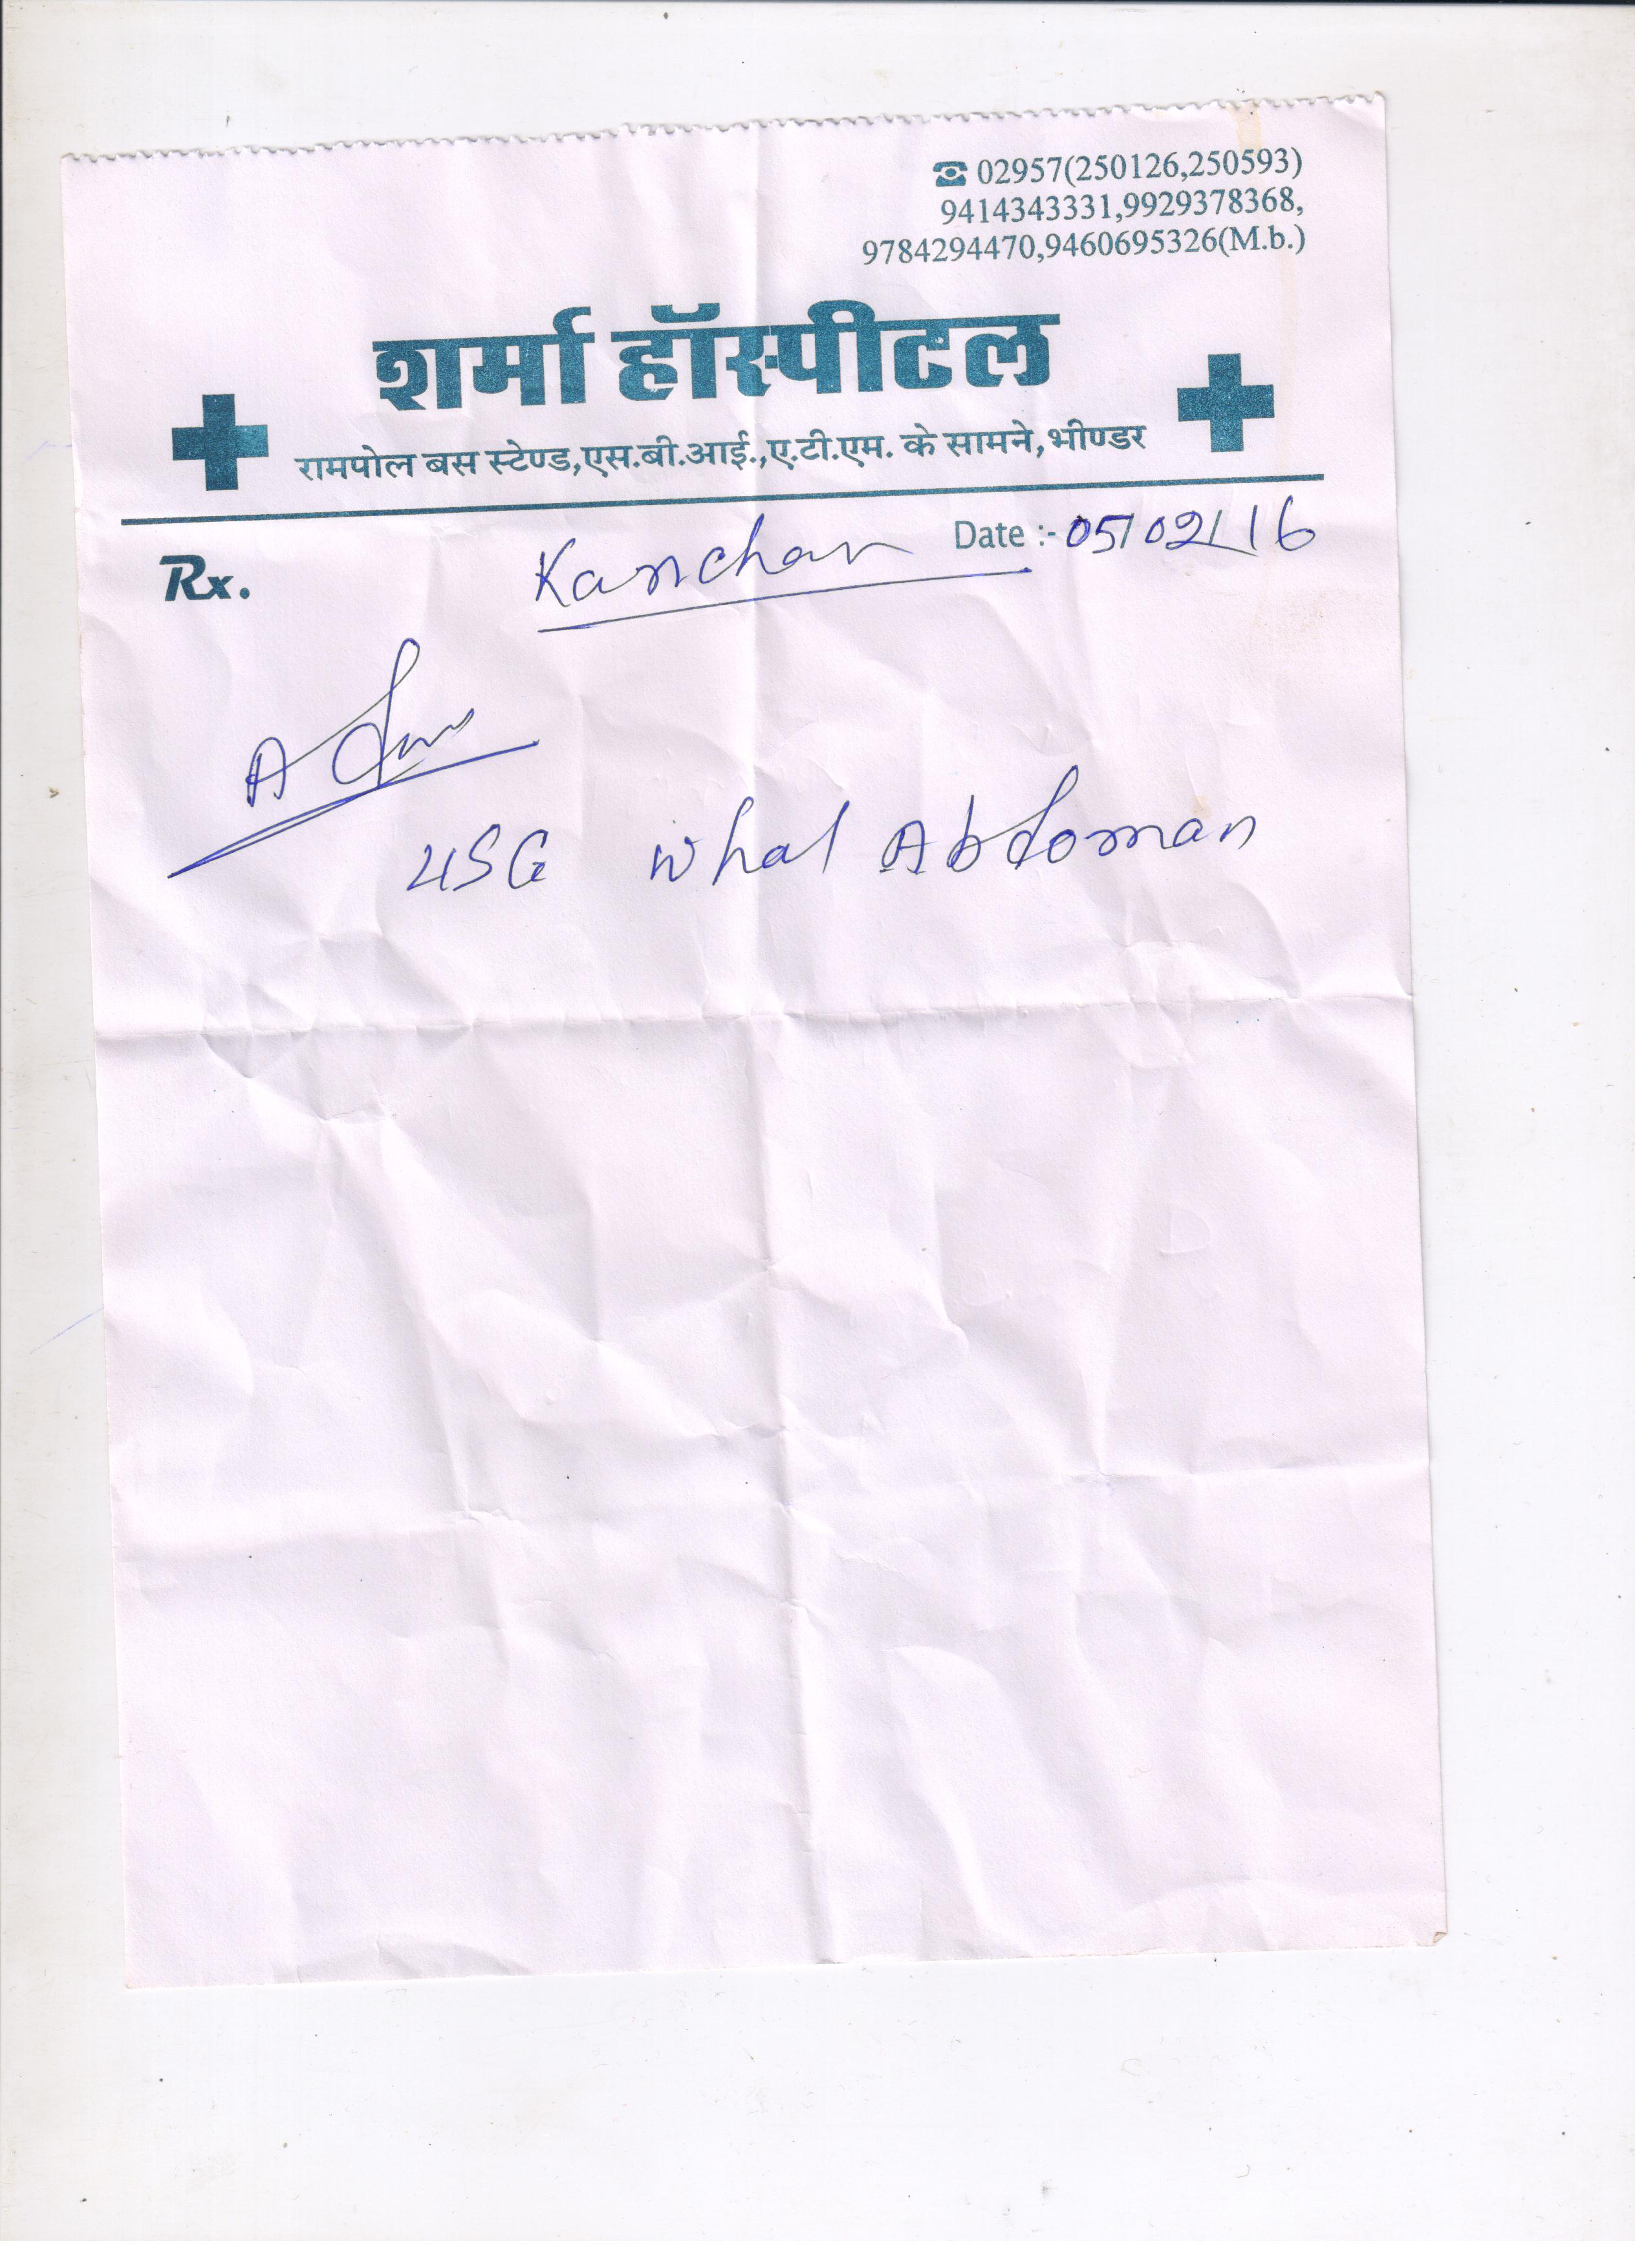 ☎ 02957(250126,250593)
9414343331,9929378368,
9784294470,9460695326(M.b.)
शर्मा हॉस्पीटल
रामपोल बस स्टेण्ड,एस.बी.आई.,ए.टी.एम. के सामने,भीण्डर
Date :- 05/02/16
Rx. Kanchan
USG whal Abdoman